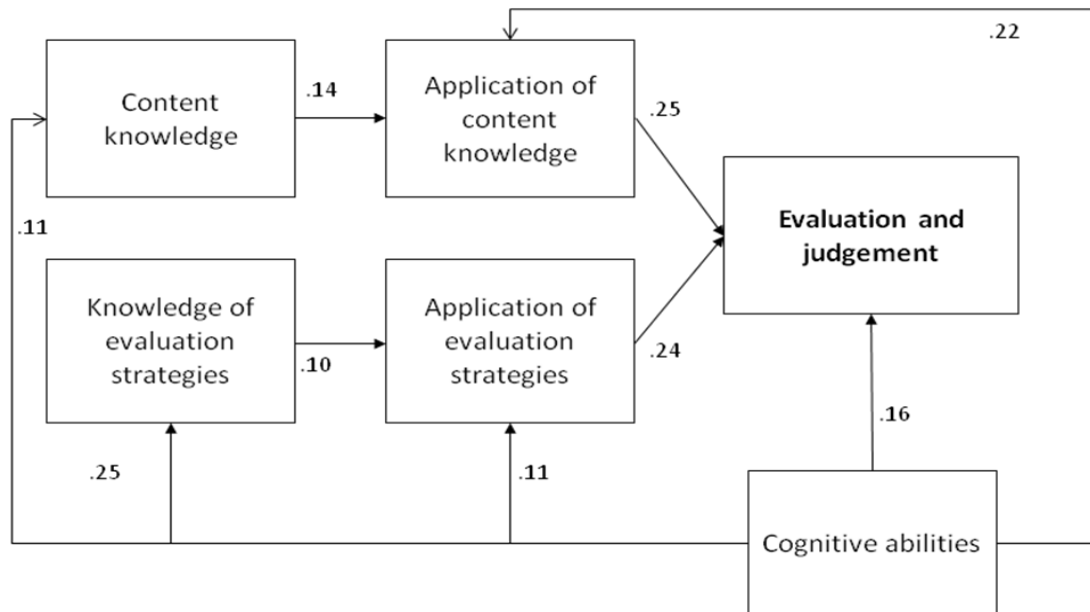 .22
Content
knowledge
.14
Application of
content
knowledge
.25
.11
Evaluation and
judgement
Knowledge of
evaluation
strategies
.10
Application of
evaluation
strategies
.24
.25
.11
.16
Cognitive abilities